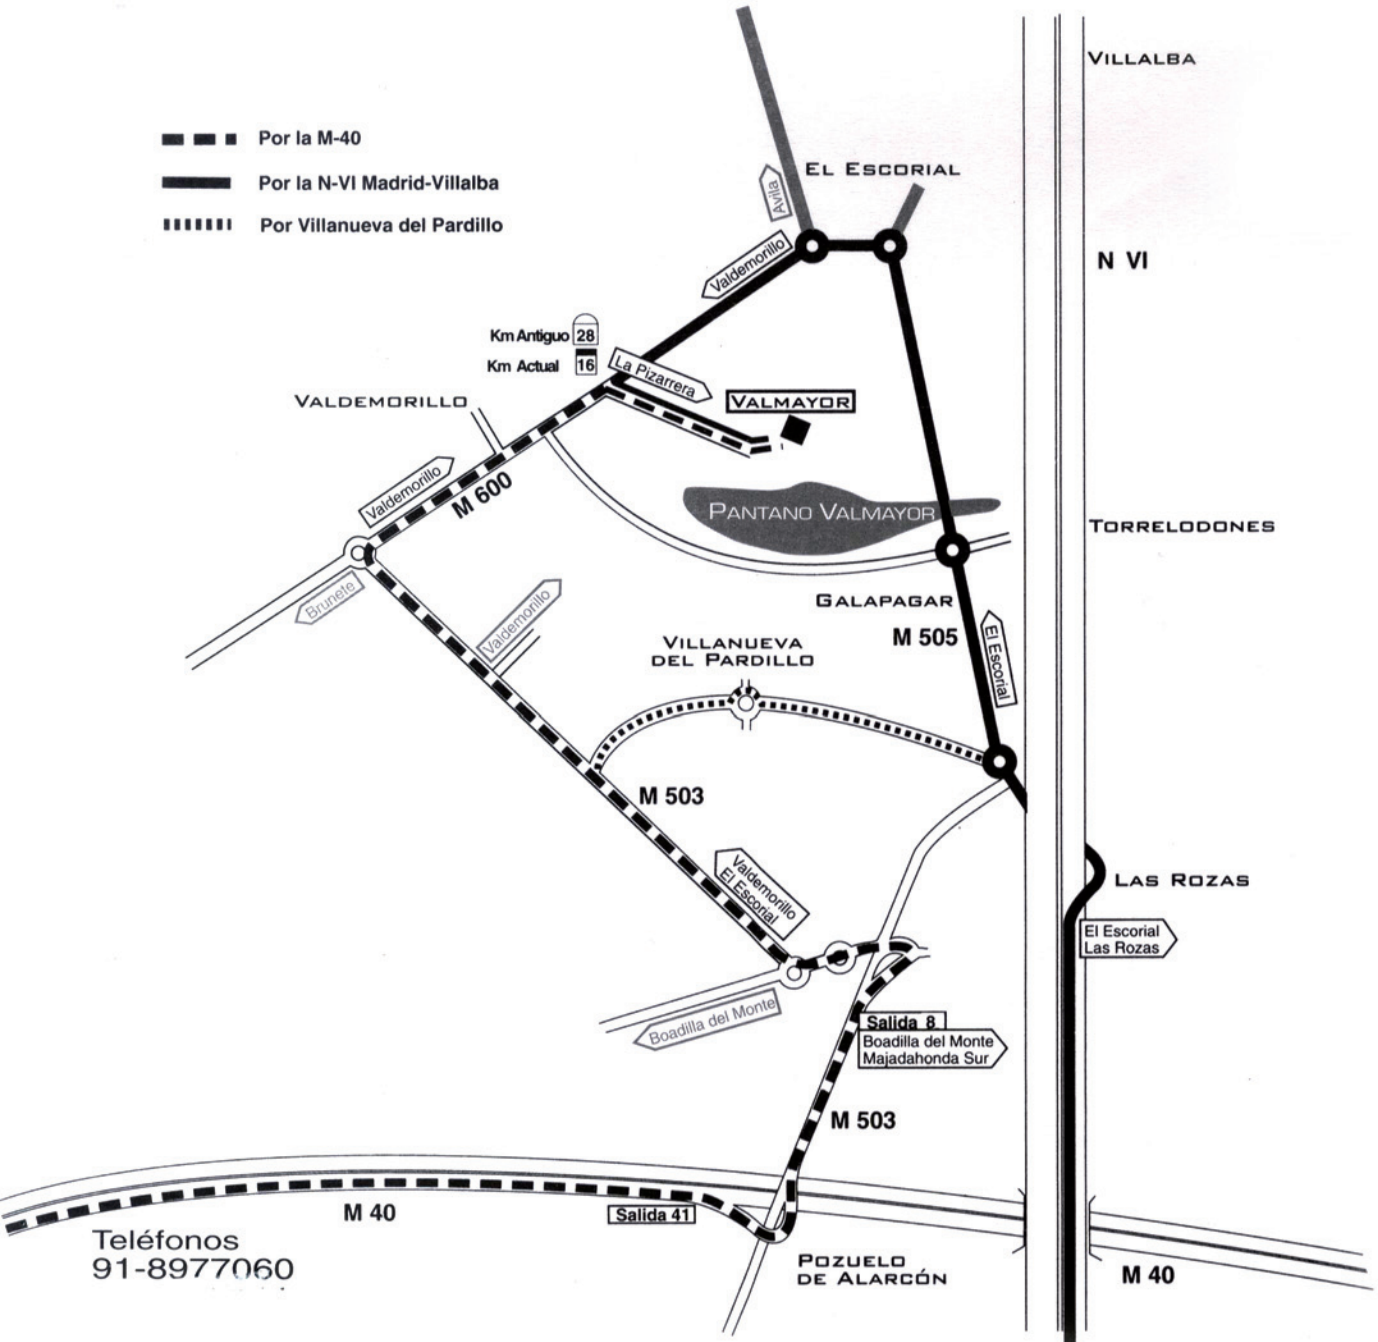 VILLALBA
Por la M-40
Por la N-VI Madrid-Villalba
Por Villanueva del Pardillo
EL ESCORIAL
Avila
Valdemorillo
N VI
Km Antiguo 28
Km Actual 16
La Pizarrera
VALMAYOR
VALDEMORILLO
Valdemorillo
M 600
PANTANO VALMAYOR
TORRELODONES
Brunete
Valdemorillo
GALAPAGAR
M 505
El Escorial
VILLANUEVA
DEL PARDILLO
M 503
Valdemorillo
El Escorial
LAS ROZAS
El Escorial
Las Rozas
Boadilla del Monte
Salida 8
Boadilla del Monte
Majadahonda Sur
M 503
M 40
Salida 41
Teléfonos
91-8977060
POZUELO
DE ALARCÓN
M 40